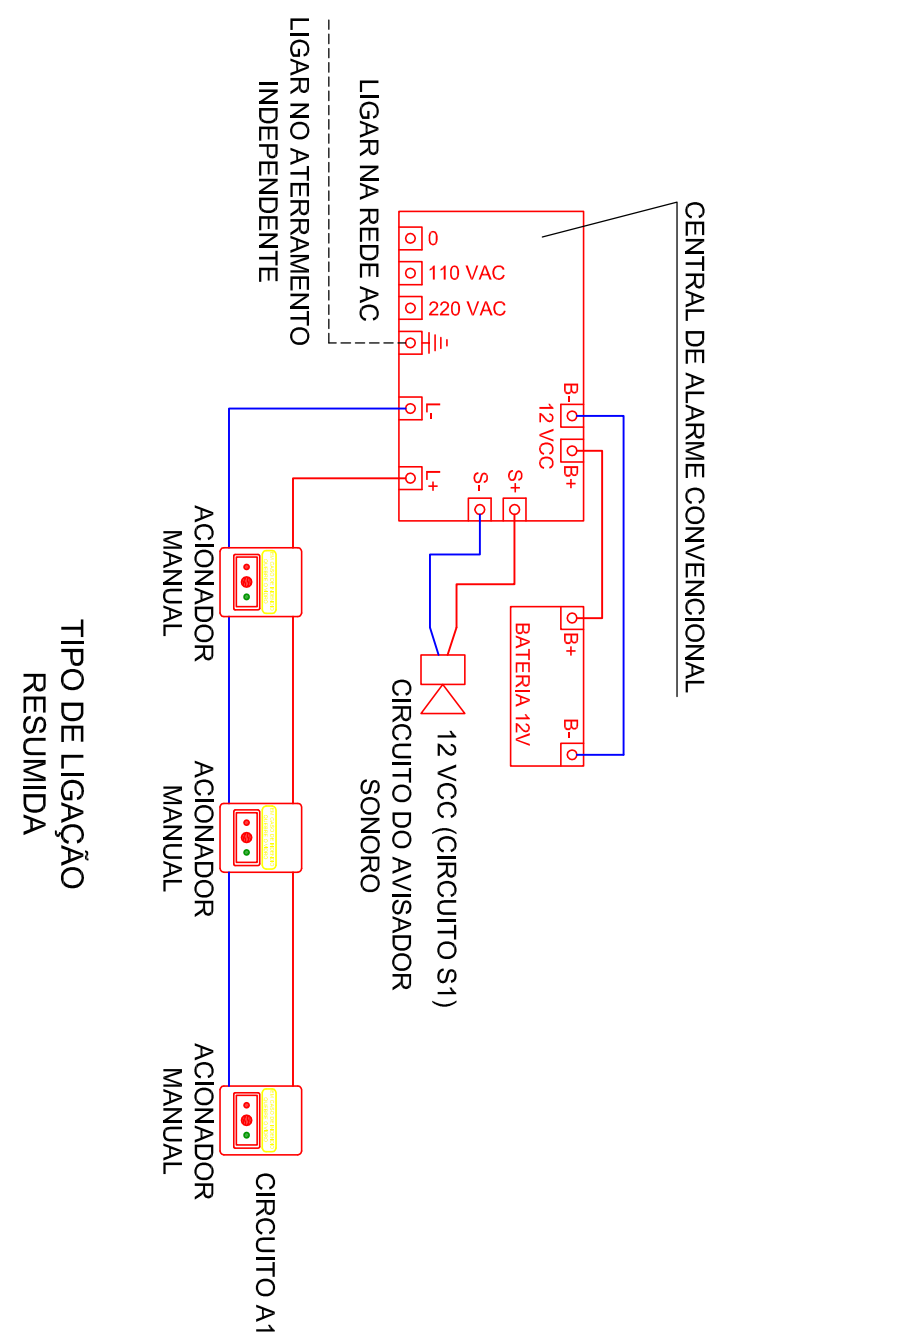 CENTRAL DE ALARME CONVENCIONAL
LIGAR NA REDE AC
LIGAR NO ATERRAMENTO
INDEPENDENTE
0
110 VAC
220 VAC
B-
12 VCC
B+
L-
L+
S-
S+
B+
BATERIA 12V
B-
12 VCC (CIRCUITO S1)
CIRCUITO DO AVISADOR
SONORO
ACIONADOR
MANUAL
ACIONADOR
MANUAL
ACIONADOR
MANUAL
CIRCUITO A1
TIPO DE LIGAÇÃO
RESUMIDA